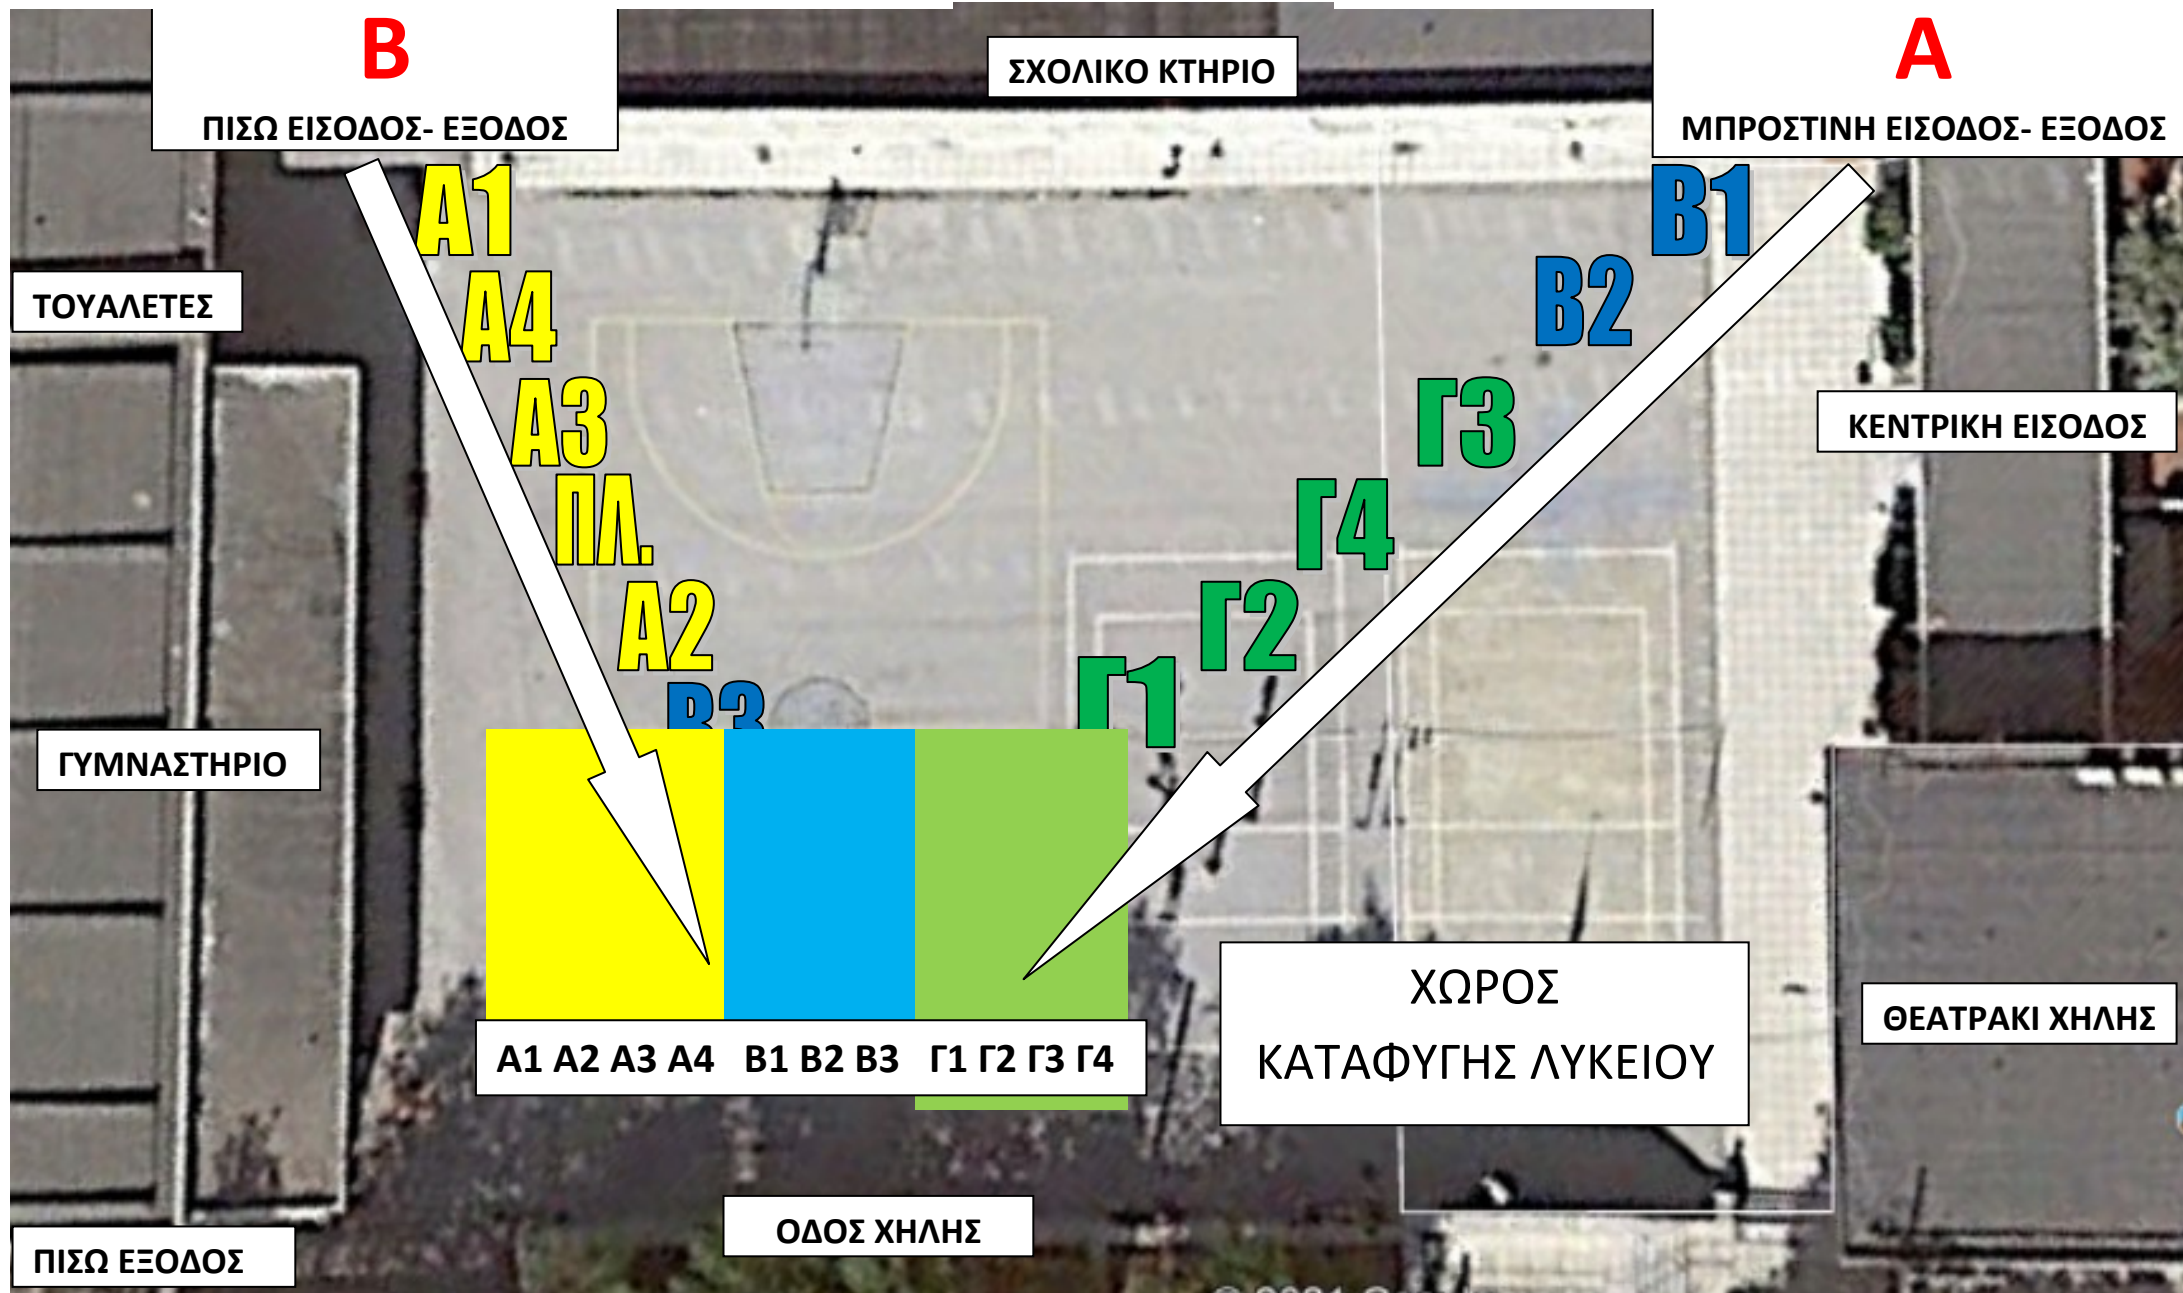 Β
ΠΙΣΩ ΕΙΣΟΔΟΣ- ΕΞΟΔΟΣ
ΣΧΟΛΙΚΟ ΚΤΗΡΙΟ
Α
ΜΠΡΟΣΤΙΝΗ ΕΙΣΟΔΟΣ- ΕΞΟΔΟΣ
Α1
Β1
Β2
Α4
ΤΟΥΑΛΕΤΕΣ
Α3
Γ3
ΚΕΝΤΡΙΚΗ ΕΙΣΟΔΟΣ
ΠΛ.
Γ4
Α2
Γ2
Β3
Γ1
ΓΥΜΝΑΣΤΗΡΙΟ
Α1 Α2 Α3 Α4 Β1 Β2 Β3 Γ1 Γ2 Γ3 Γ4
ΧΩΡΟΣ
ΚΑΤΑΦΥΓΗΣ ΛΥΚΕΙΟΥ
ΘΕΑΤΡΑΚΙ ΧΗΛΗΣ
ΟΔΟΣ ΧΗΛΗΣ
ΠΙΣΩ ΕΞΟΔΟΣ